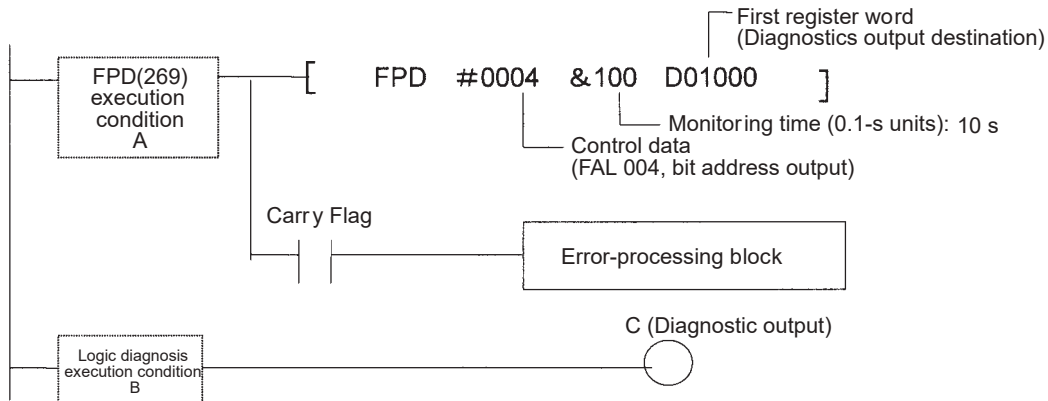 First register word
(Diagnostics output destination)
FPD(269)
execution
condition
A
[ FPD #0004 &100 D01000 ]
Monitoring time (0.1-s units): 10 s
Control data
(FAL 004, bit address output)
Carry Flag
Error-processing block
C (Diagnostic output)
Logic diagnosis
execution condition
B